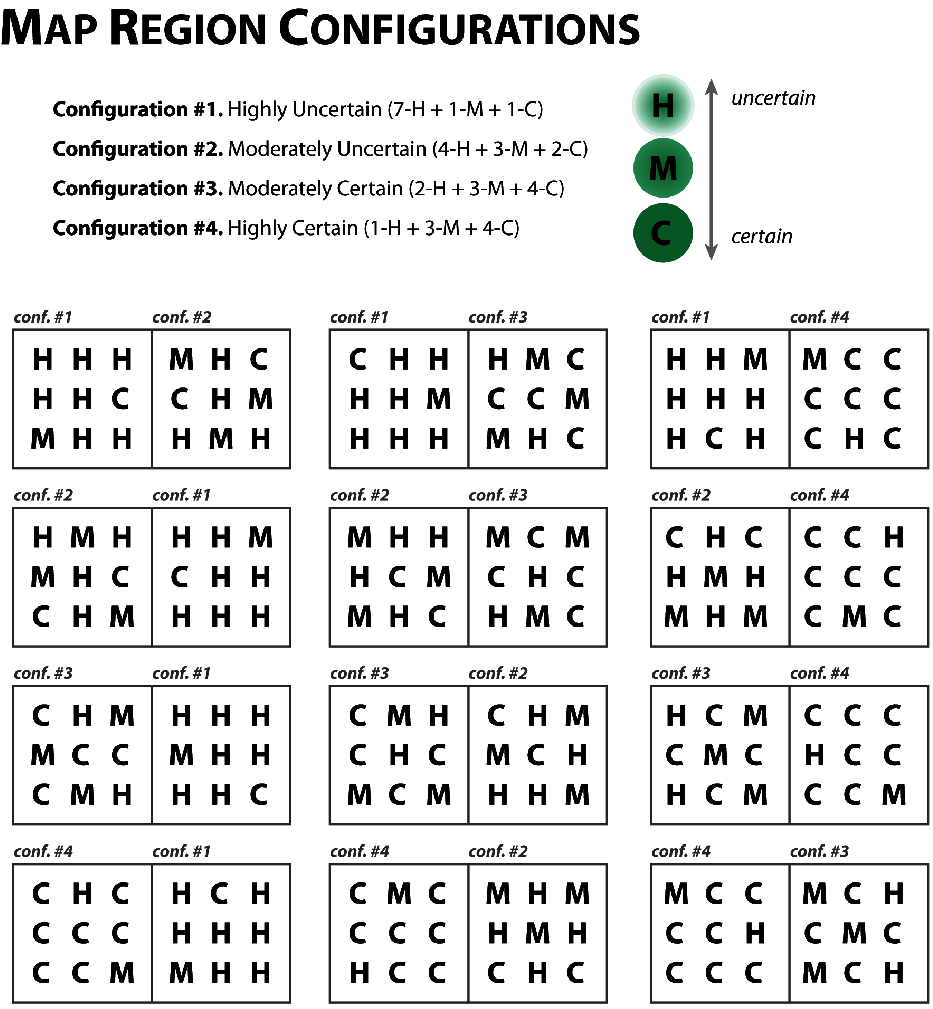 MAP REGION CONFIGURATIONS
Configuration #1. Highly Uncertain (7-H + 1-M + 1-C)
Configuration #2. Moderately Uncertain (4-H + 3-M + 2-C)
Configuration #3. Moderately Certain (2-H + 3-M + 4-C)
Configuration #4. Highly Certain (1-H + 3-M + 4-C)
H
uncertain
M
C
certain
conf. #1 conf. #2 conf. #1 conf. #3 conf. #1 conf. #4
H H H M H C C H H H M C H H M M C C
H H C C H M H H M C C M H H H C C C
M H H H M H H H H M H C H C H C H C
conf. #2 conf. #1 conf. #2 conf. #3 conf. #2 conf. #4
H M H H H M M H H M C M C H C C C H
M H C C H H H C M C H C H M H C C C
C H M H H H M H C H M C M H M C M C
conf. #3 conf. #1 conf. #3 conf. #2 conf. #3 conf. #4
C H M H H H C M H C H M H C M C C C
M C C M H H C H C M C H C M C H C C
C M H H H C M C M H H M H C M C C M
conf. #4 conf. #1 conf. #4 conf. #2 conf. #4 conf. #3
C H C H C H C M C M H M M C C M C H
C C C H H H C C C H M H C C H C M C
C C M M H H H C C C H C C C C M C H